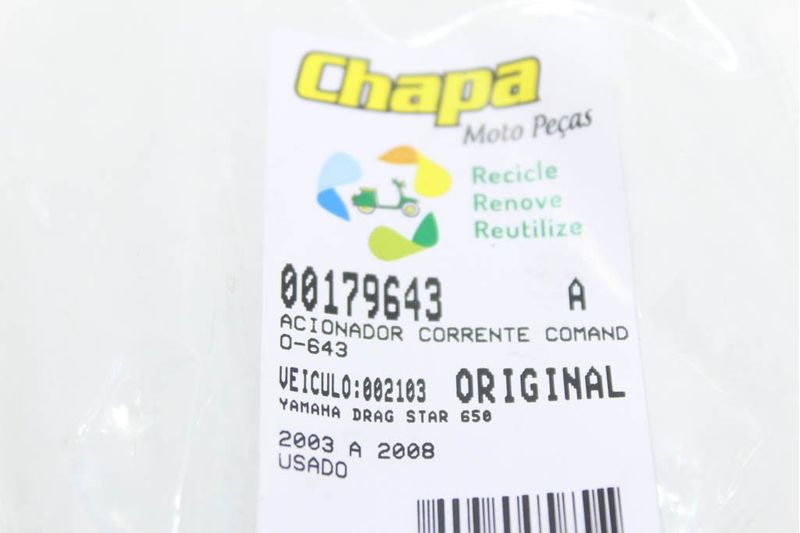 Chapa
Moto Peças
Recicle
Renove
Reutilize
00179643 A
ACIONADOR CORRENTE COMAND
O-643
VEICULO:002103 ORIGINAL
YAMAHA DRAG STAR 650
2003 A 2008
USADO